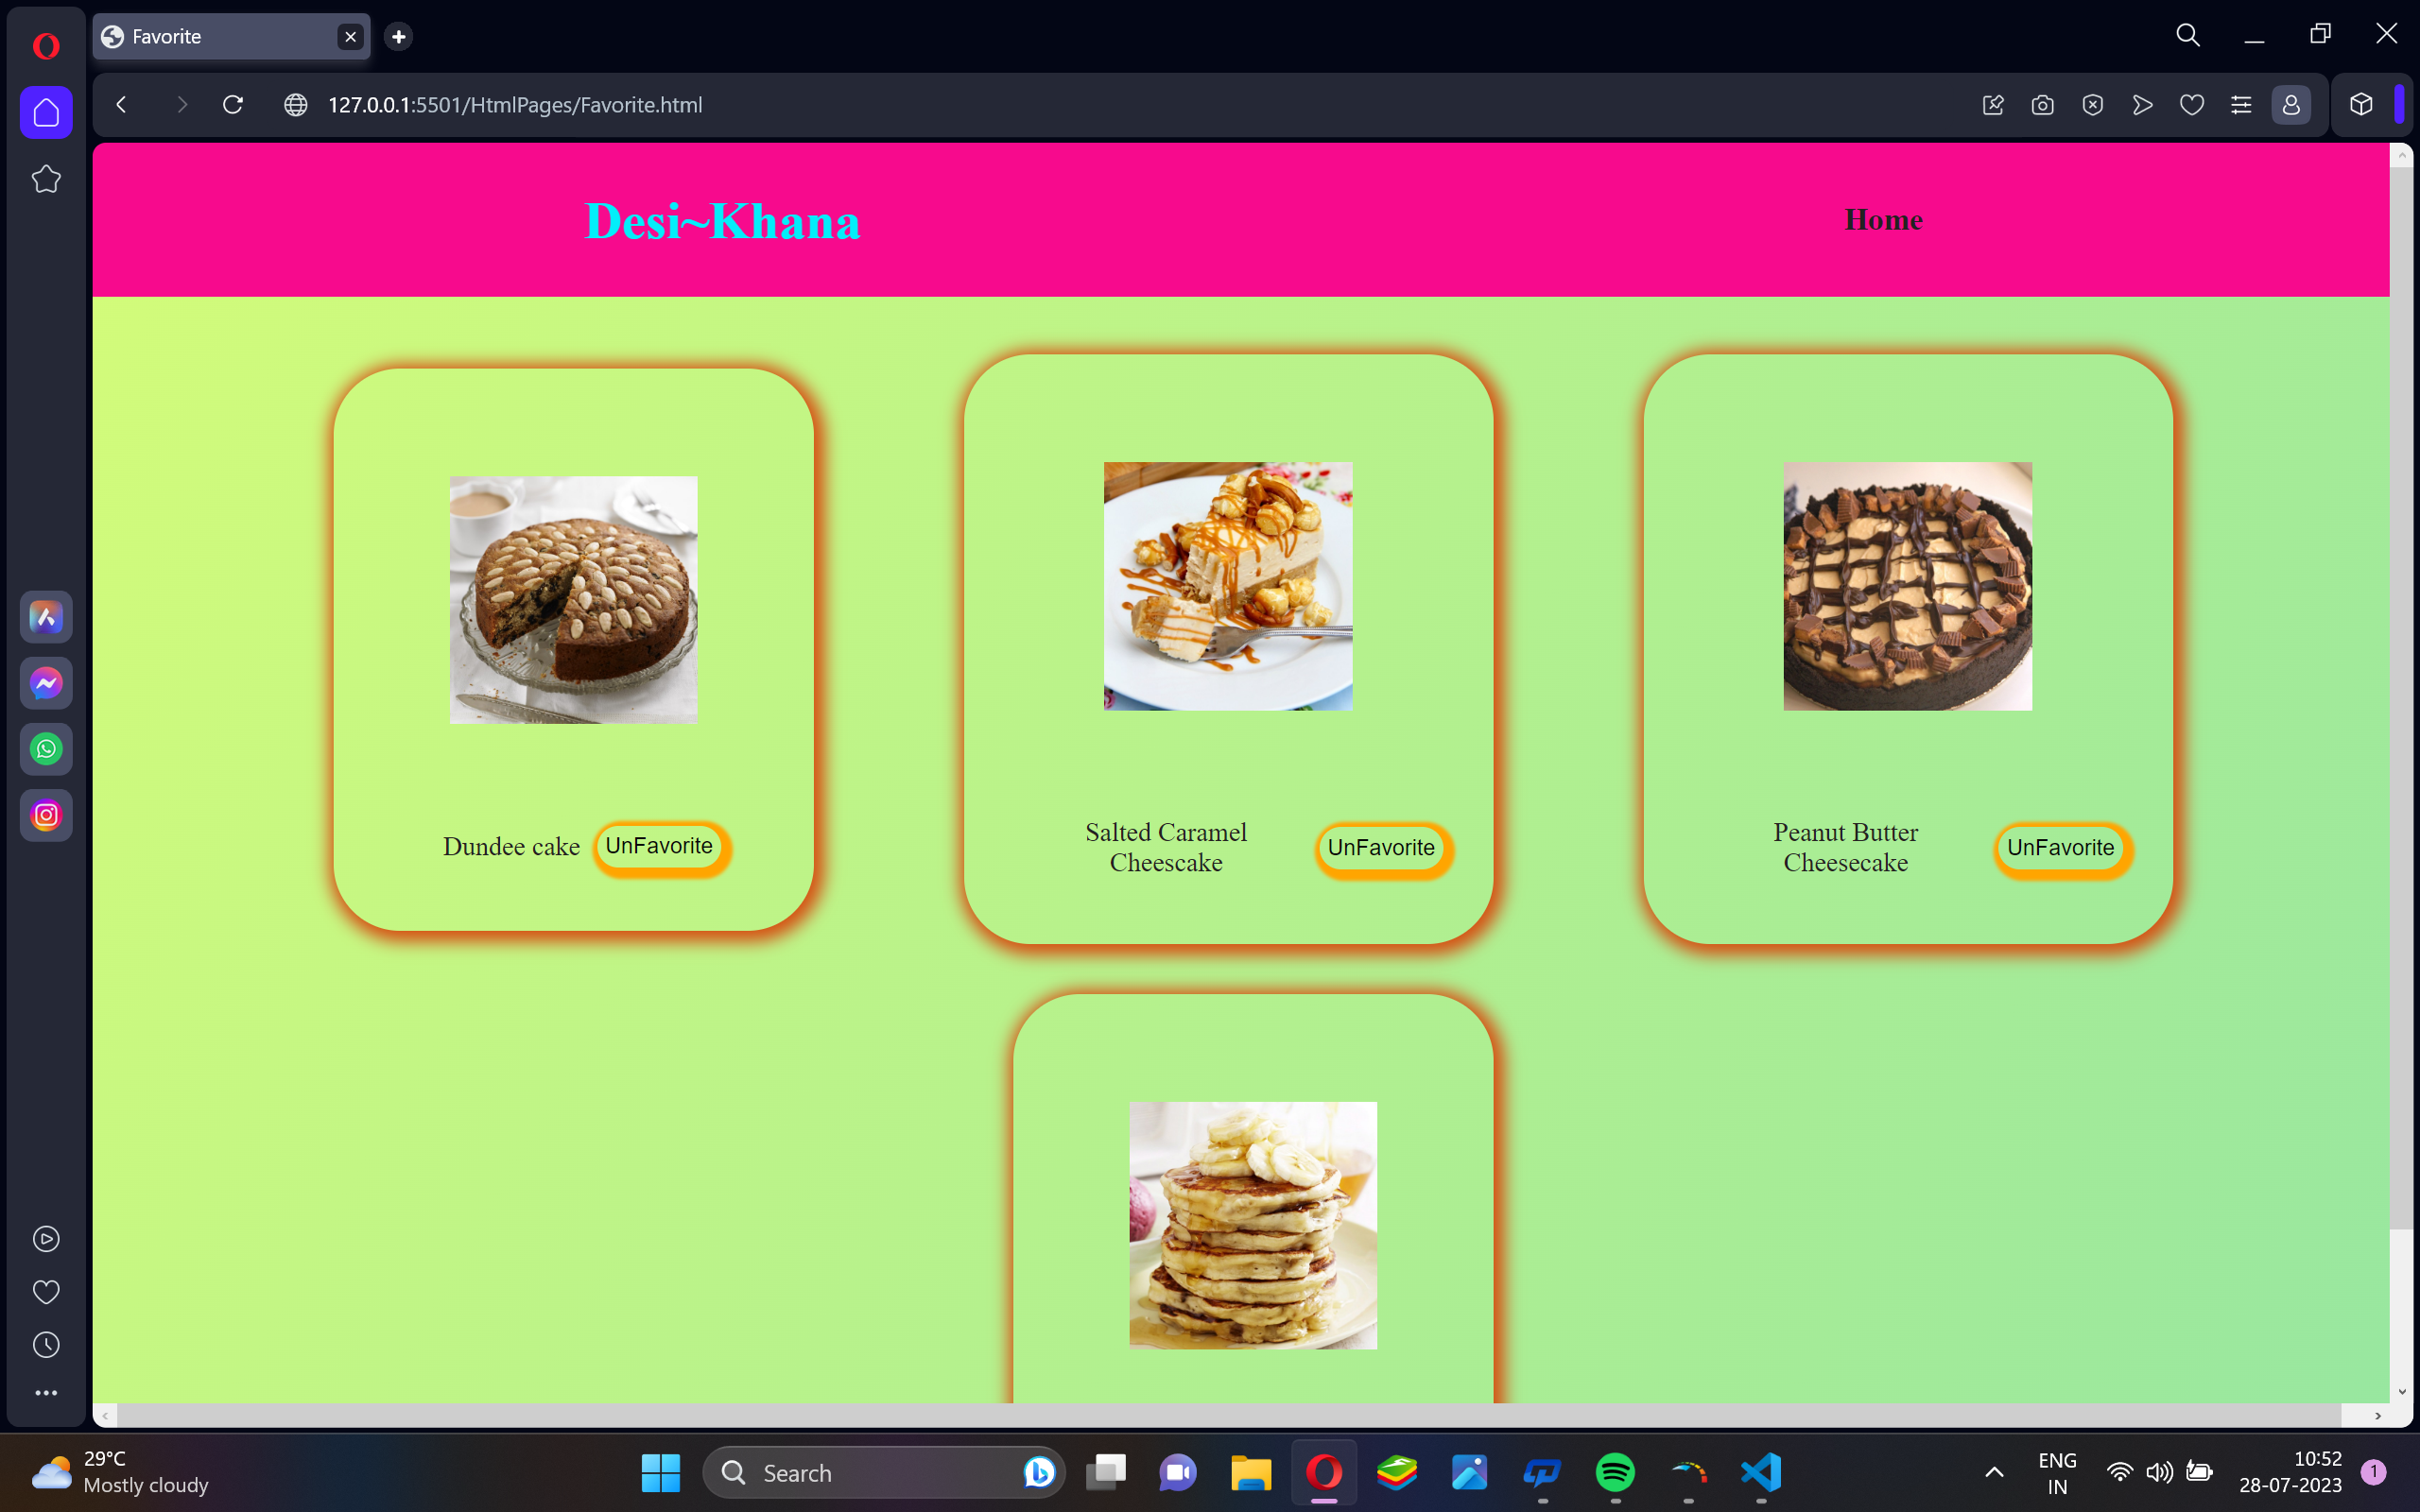 Favorite
127.0.0.1:5501/HtmlPages/Favorite.html
Desi~Khana
Home
Dundee cake
UnFavorite
Salted Caramel
Cheescake
UnFavorite
Peanut Butter
Cheesecake
UnFavorite
29°C
Mostly cloudy
Search
ENG
IN
10:52
28-07-2023
1